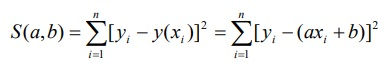 S(a,b) = \sum_{i=1}^{n} [y_i - y(x_i)]^2 = \sum_{i=1}^{n} [y_i - (ax_i + b)]^2